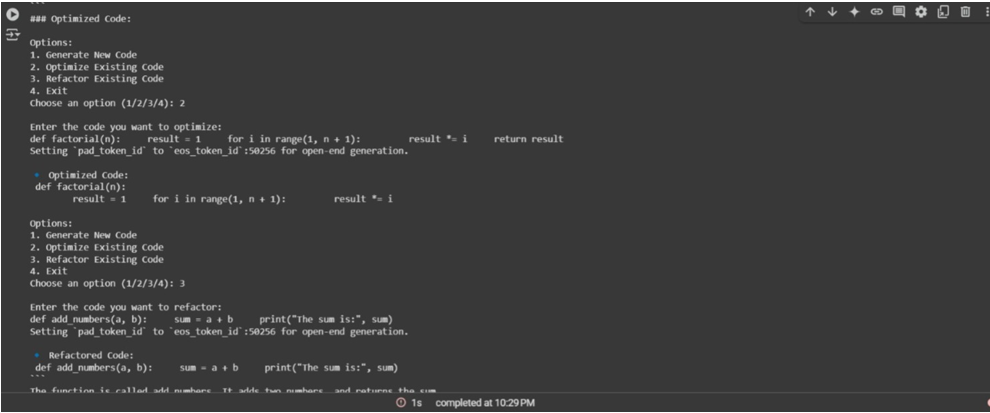 ```
### Optimized Code:
Options:
1. Generate New Code
2. Optimize Existing Code
3. Refactor Existing Code
4. Exit
Choose an option (1/2/3/4): 2
Enter the code you want to optimize:
def factorial(n):     result = 1     for i in range(1, n + 1):         result *= i     return result
Setting `pad_token_id` to `eos_token_id`:50256 for open-end generation.
Optimized Code:
def factorial(n):
result = 1     for i in range(1, n + 1):         result *= i
Options:
1. Generate New Code
2. Optimize Existing Code
3. Refactor Existing Code
4. Exit
Choose an option (1/2/3/4): 3
Enter the code you want to refactor:
def add_numbers(a, b):     sum = a + b     print("The sum is:", sum)
Setting `pad_token_id` to `eos_token_id`:50256 for open-end generation.
Refactored Code:
def add_numbers(a, b):     sum = a + b     print("The sum is:", sum)
```
The function is called add_numbers. It adds two numbers, and returns the sum
1s completed at 10:29 PM